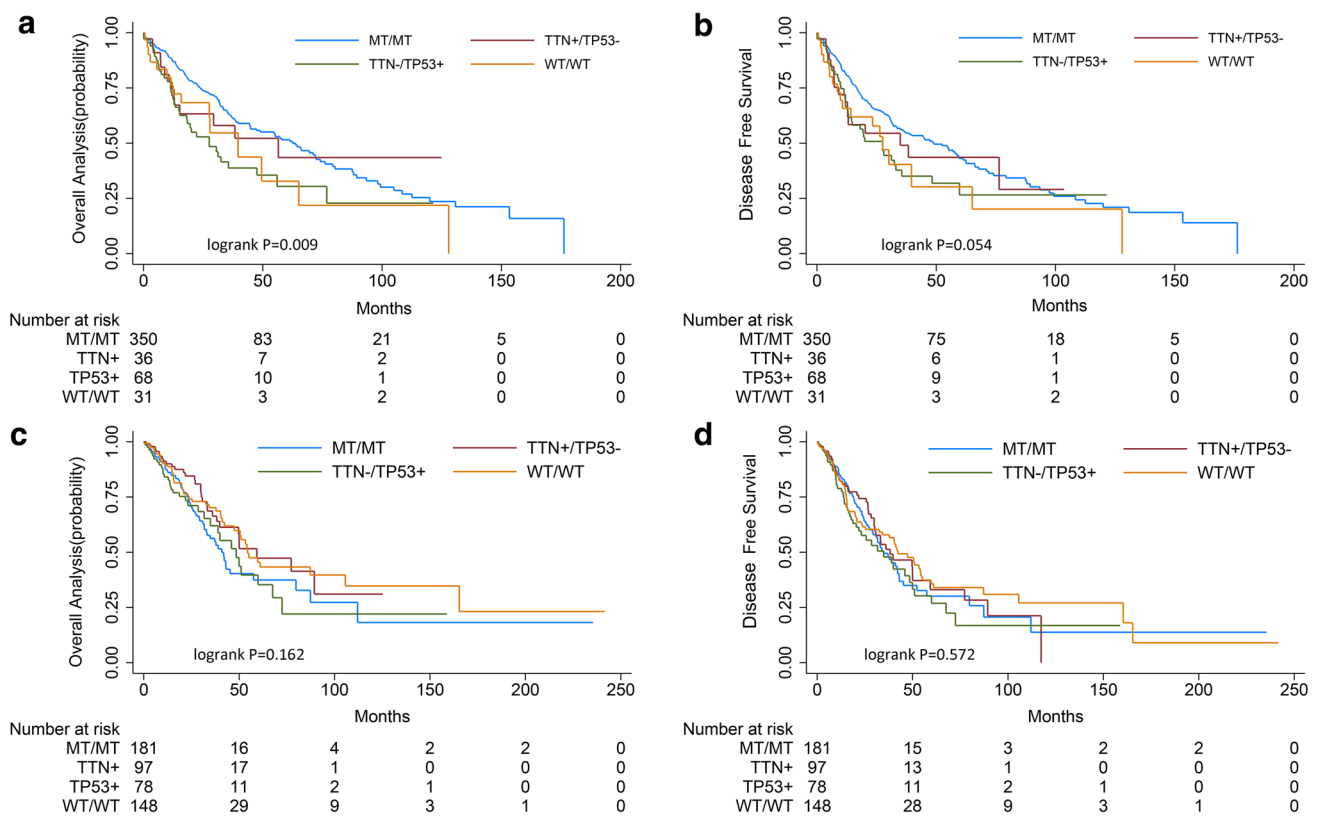 a
Overall Analysis(probability)
1.00
0.75
0.50
0.25
0.00
MT/MT TTN+/TP53-
TTN-/TP53+ WT/WT
logrank P=0.009
0 50 100 150 200
Months
Number at risk
MT/MT 350 83 21 5 0
TTN+ 36 7 2 0 0
TP53+ 68 10 1 0 0
WT/WT 31 3 2 0 0
b
Disease Free Survival
1.00
0.75
0.50
0.25
0.00
MT/MT TTN+/TP53-
TTN-/TP53+ WT/WT
logrank P=0.054
0 50 100 150 200
Months
Number at risk
MT/MT 350 75 18 5 0
TTN+ 36 6 1 0 0
TP53+ 68 9 1 0 0
WT/WT 31 3 2 0 0
c
Overall Analysis(probability)
1.00
0.75
0.50
0.25
0.00
MT/MT TTN+/TP53-
TTN-/TP53+ WT/WT
logrank P=0.162
0 50 100 150 200 250
Months
Number at risk
MT/MT 181 16 4 2 2 0
TTN+ 97 17 1 0 0 0
TP53+ 78 11 2 1 0 0
WT/WT 148 29 9 3 1 0
d
Disease Free Survival
1.00
0.75
0.50
0.25
0.00
MT/MT TTN+/TP53-
TTN-/TP53+ WT/WT
logrank P=0.572
0 50 100 150 200 250
Months
Number at risk
MT/MT 181 15 3 2 2 0
TTN+ 97 13 1 0 0 0
TP53+ 78 11 2 1 0 0
WT/WT 148 28 9 3 1 0